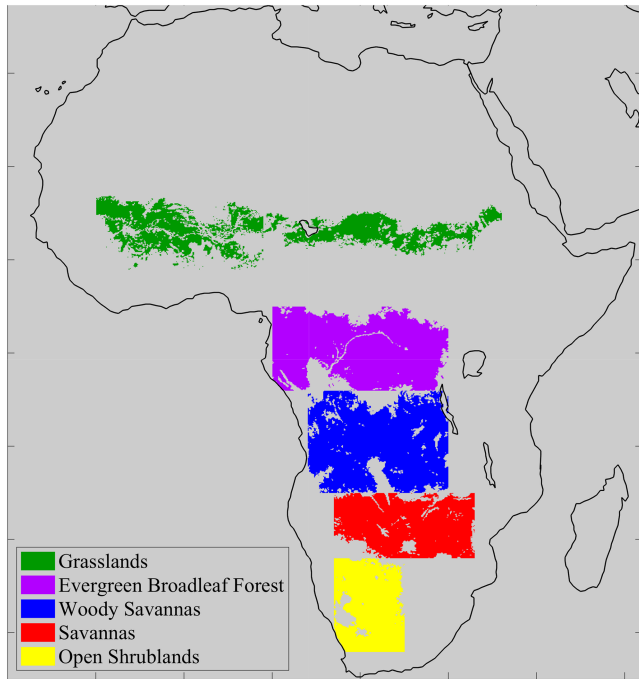 Grasslands
Evergreen Broadleaf Forest
Woody Savannas
Savannas
Open Shrublands